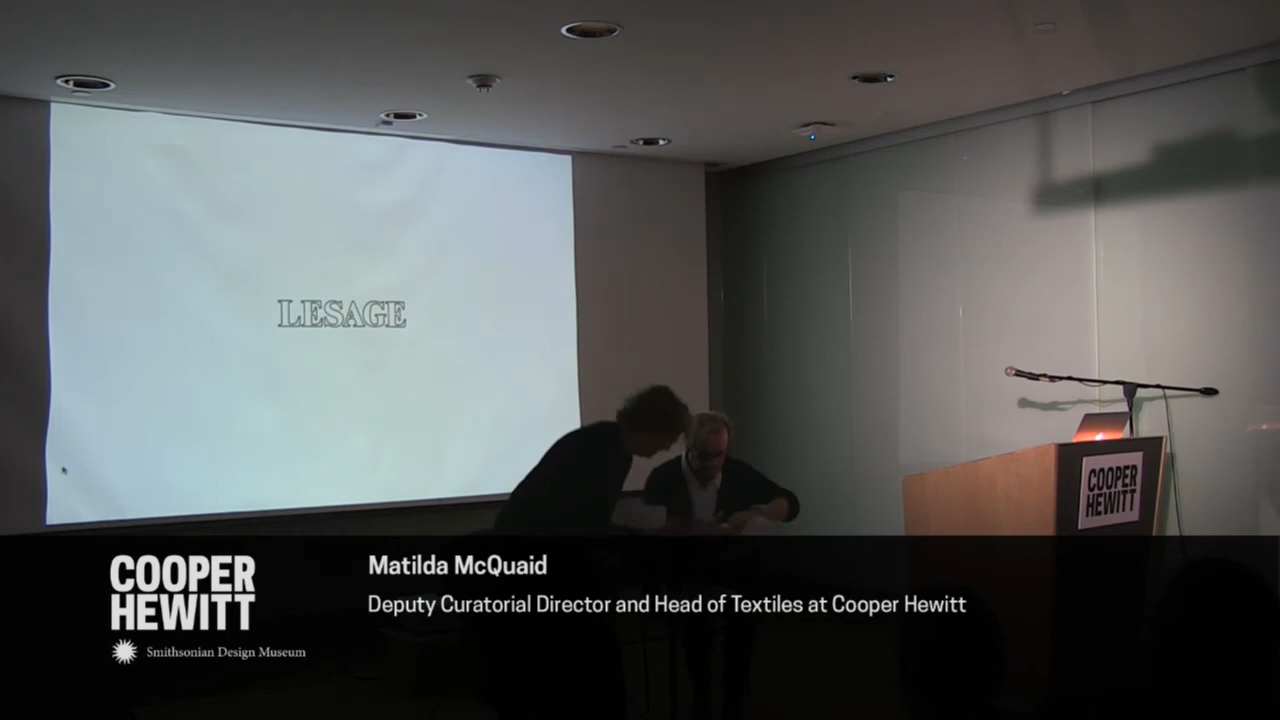 LESAGE
COOPER
HEWITT
COOPER
HEWITT
Smithsonian Design Museum
Matilda McQuaid
Deputy Curatorial Director and Head of Textiles at Cooper Hewitt